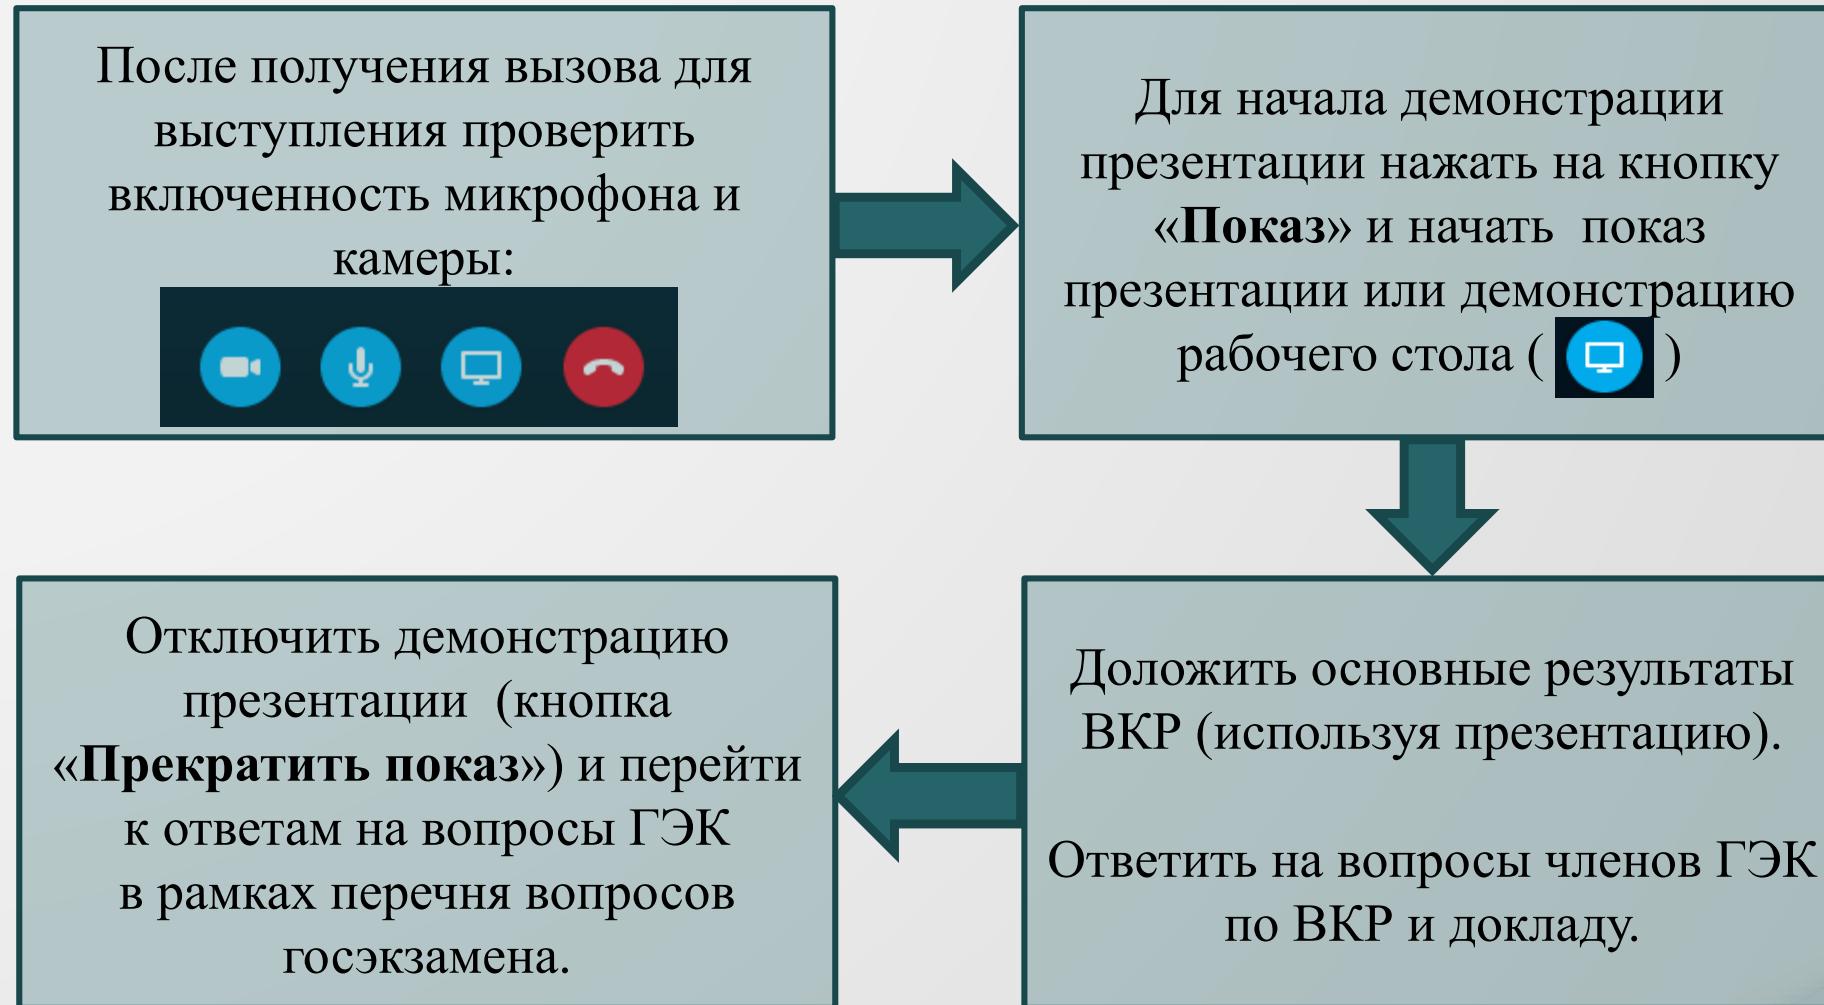 После получения вызова для
выступления проверить
включенность микрофона и
камеры:
Для начала демонстрации
презентации нажать на кнопку
«Показ» и начать  показ
презентации или демонстрацию
рабочего стола ( )
Доложить основные результаты
ВКР (используя презентацию).
Ответить на вопросы членов ГЭК
по ВКР и докладу.
Отключить демонстрацию
презентации  (кнопка
«Прекратить показ») и перейти
к ответам на вопросы ГЭК
в рамках перечня вопросов
госэкзамена.